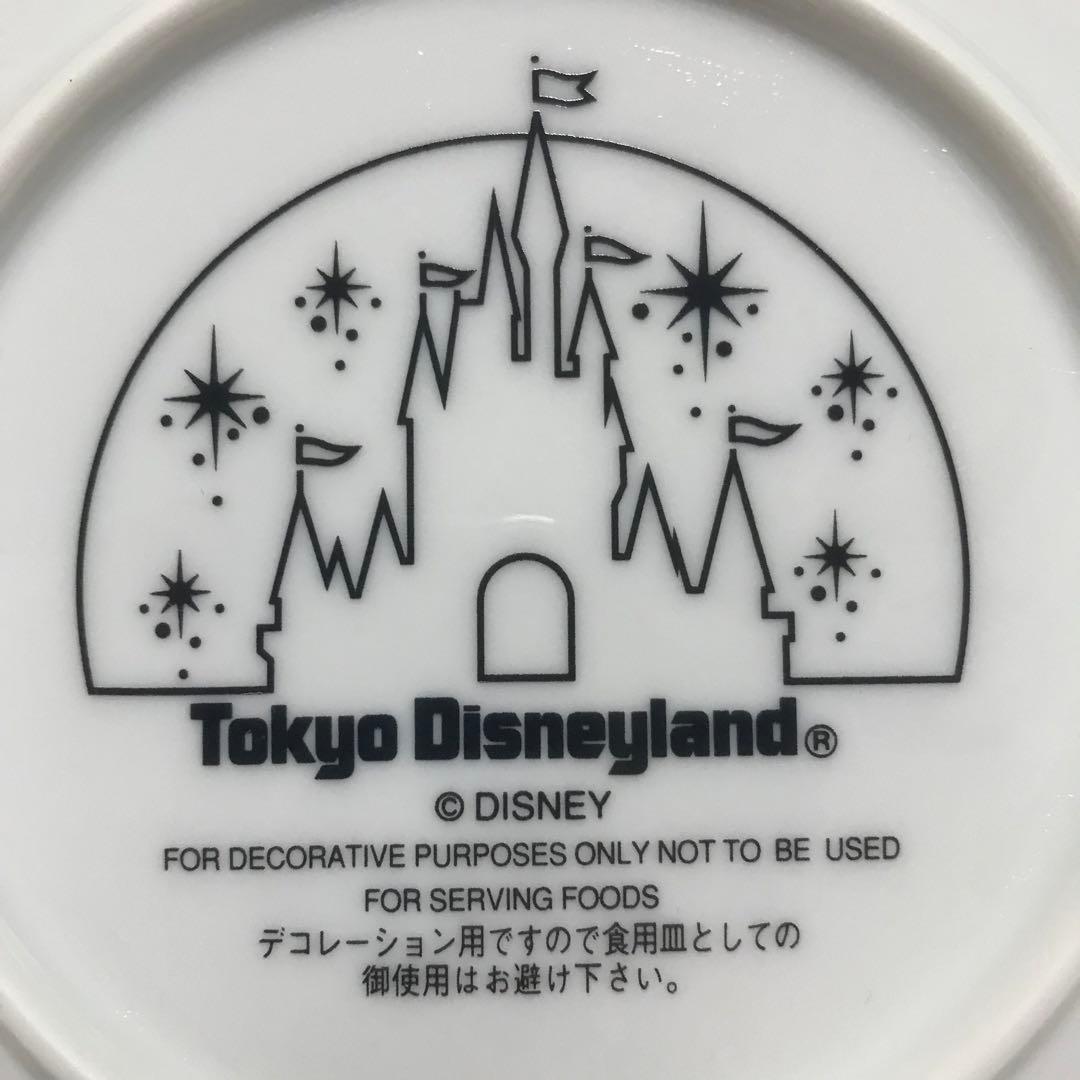 Tokyo Disneyland®
© DISNEY
FOR DECORATIVE PURPOSES ONLY NOT TO BE USED
FOR SERVING FOODS
デコレーション用ですので食用皿としての
御使用はお避け下さい。